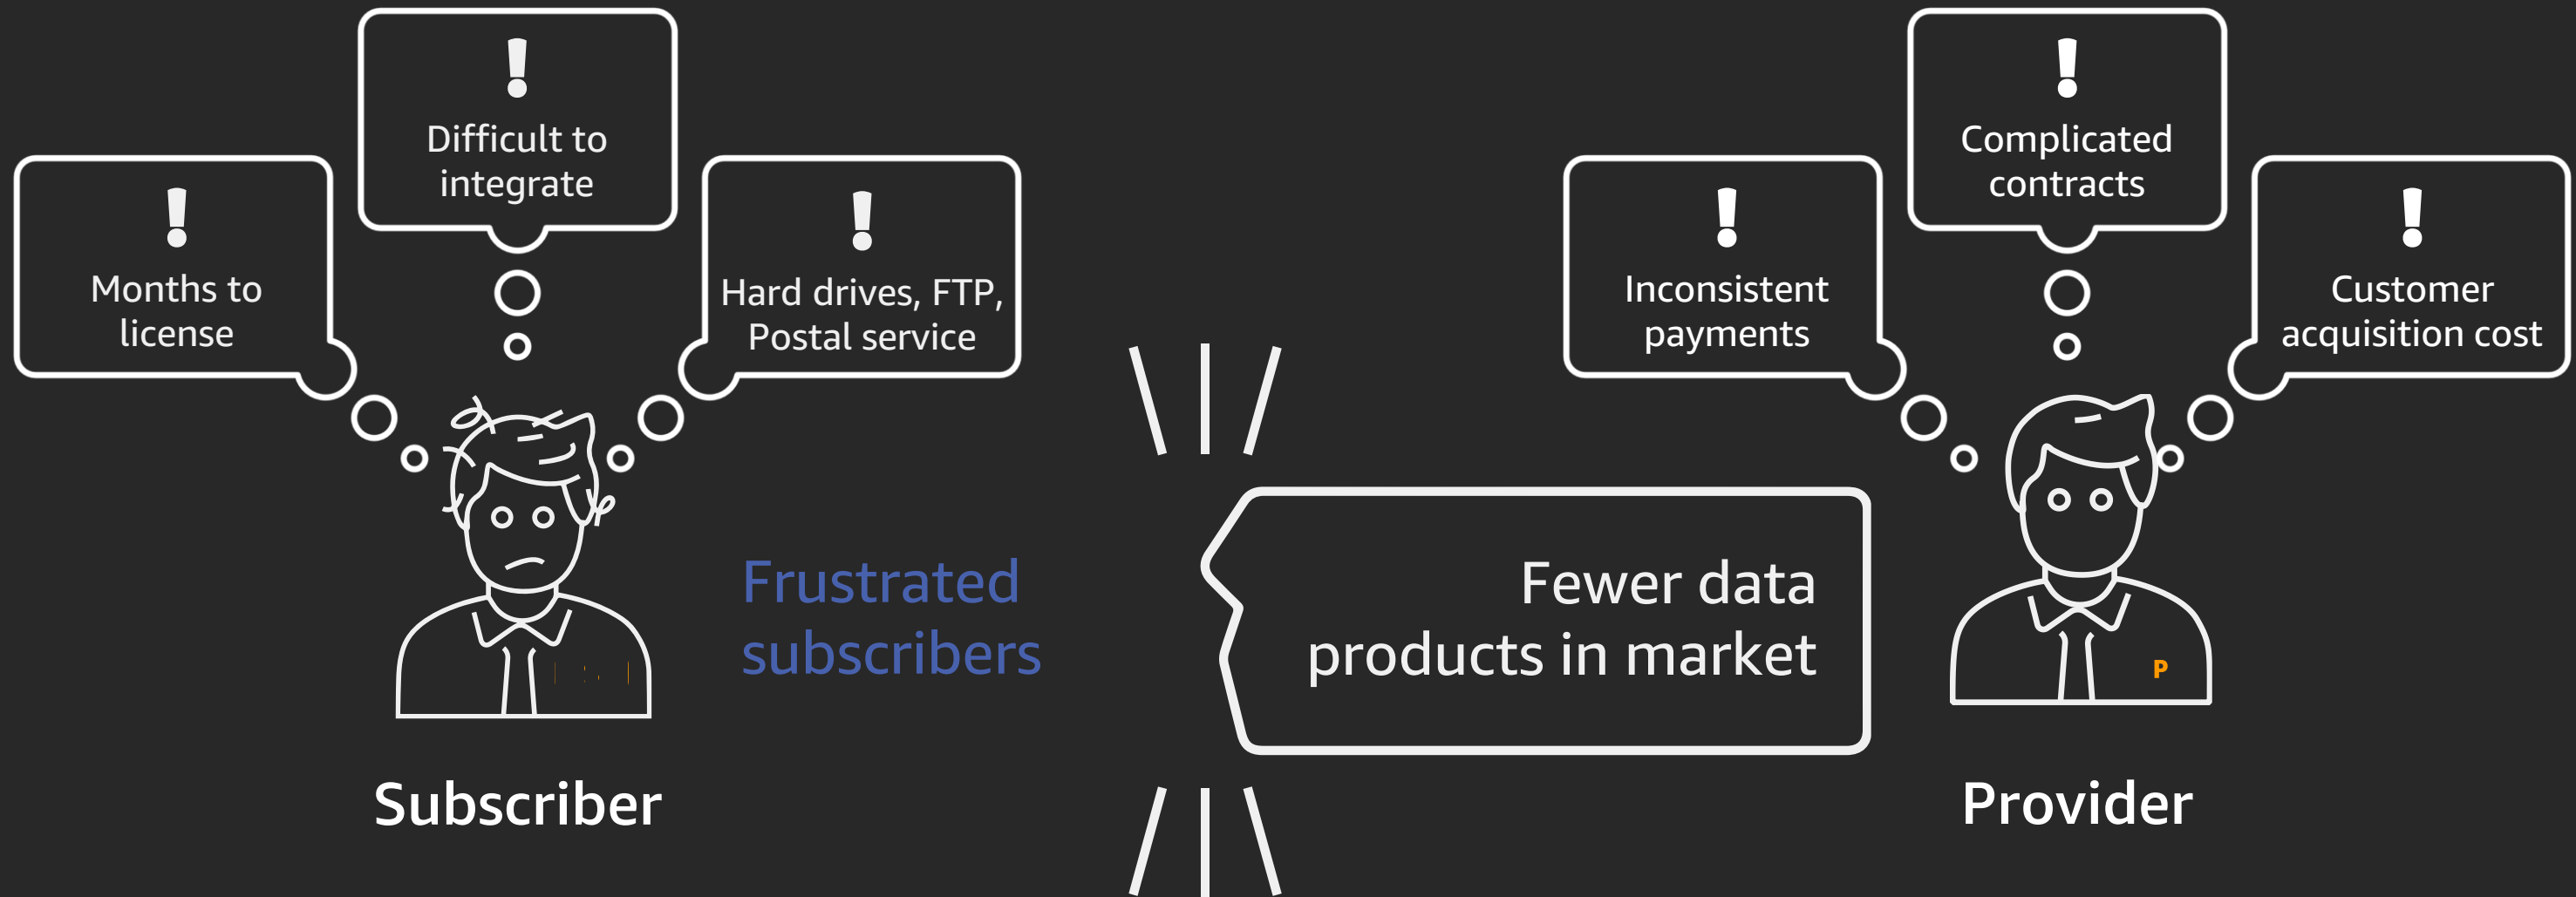 Months to
license
Difficult to
integrate
Hard drives, FTP,
Postal service
Frustrated
subscribers
Subscriber
Inconsistent
payments
Complicated
contracts
Customer
acquisition cost
Fewer data
products in market
P
Provider